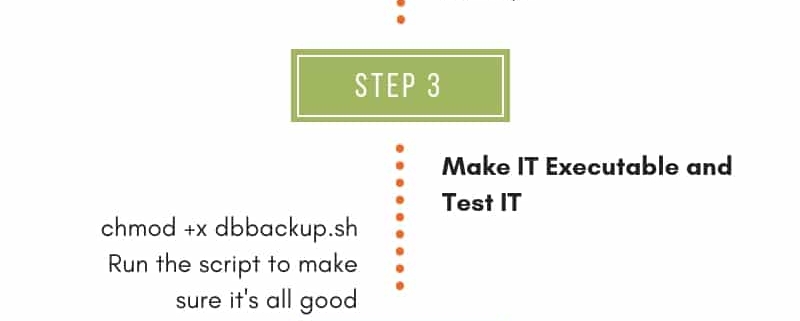 STEP 3
Make IT Executable and
Test IT
chmod +x dbbackup.sh
Run the script to make
sure it's all good